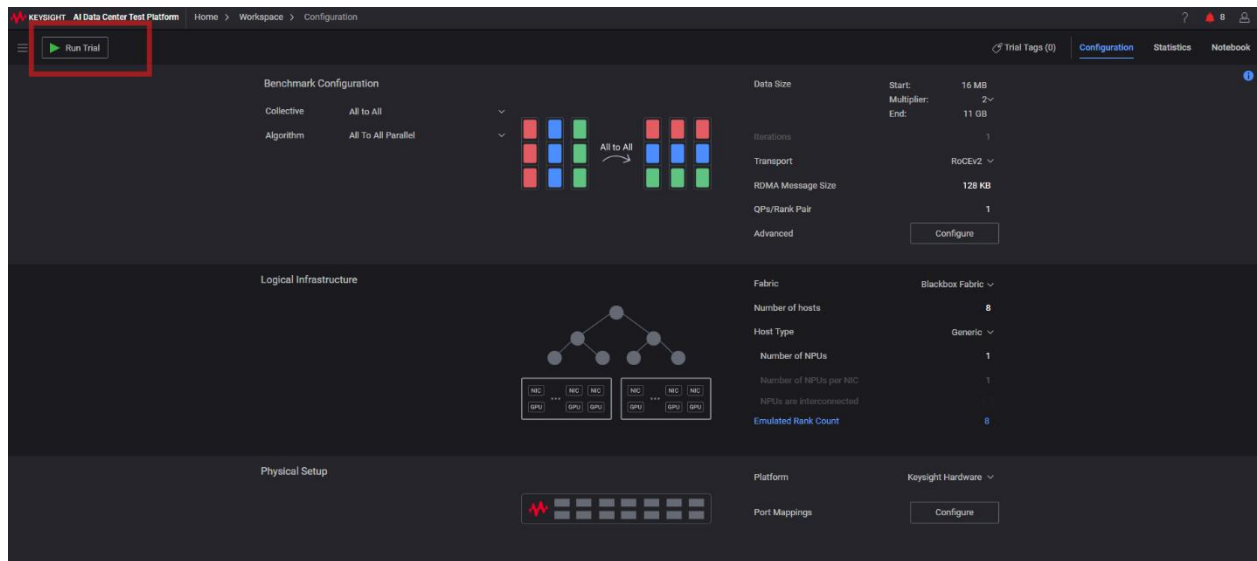 KEYSIGHT AI Data Center Test Platform Home > Workspace > Configuration ? 8
Run Trial Trial Tags (0) Configuration Statistics Notebook
Benchmark Configuration
Collective All to All
Algorithm All To All Parallel
All to All
Data Size Start: 16 MB
Multiplier: 2
End: 11 GB
Iterations 1
Transport RoCEv2
RDMA Message Size 128 KB
QPs/Rank Pair 1
Advanced Configure
Logical Infrastructure
NIC ... NIC NIC NIC ... NIC NIC
GPU GPU GPU GPU GPU GPU
Fabric Blackbox Fabric
Number of hosts 8
Host Type Generic
Number of NPUs 1
Number of NPUs per NIC 1
NPUs are interconnected
Emulated Rank Count 8
Physical Setup
Platform Keysight Hardware
Port Mappings Configure